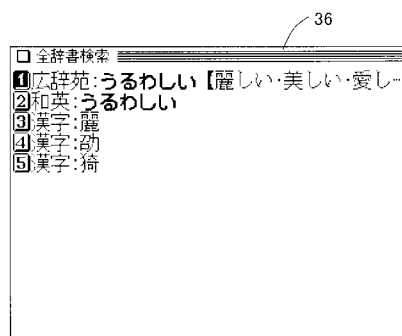 36
□ 全辞書検索
1広辞苑:うるわしい【麗しい・美しい・愛し…
2和英:うるわしい
3漢字:麗
4漢字:劭
5漢字:猗